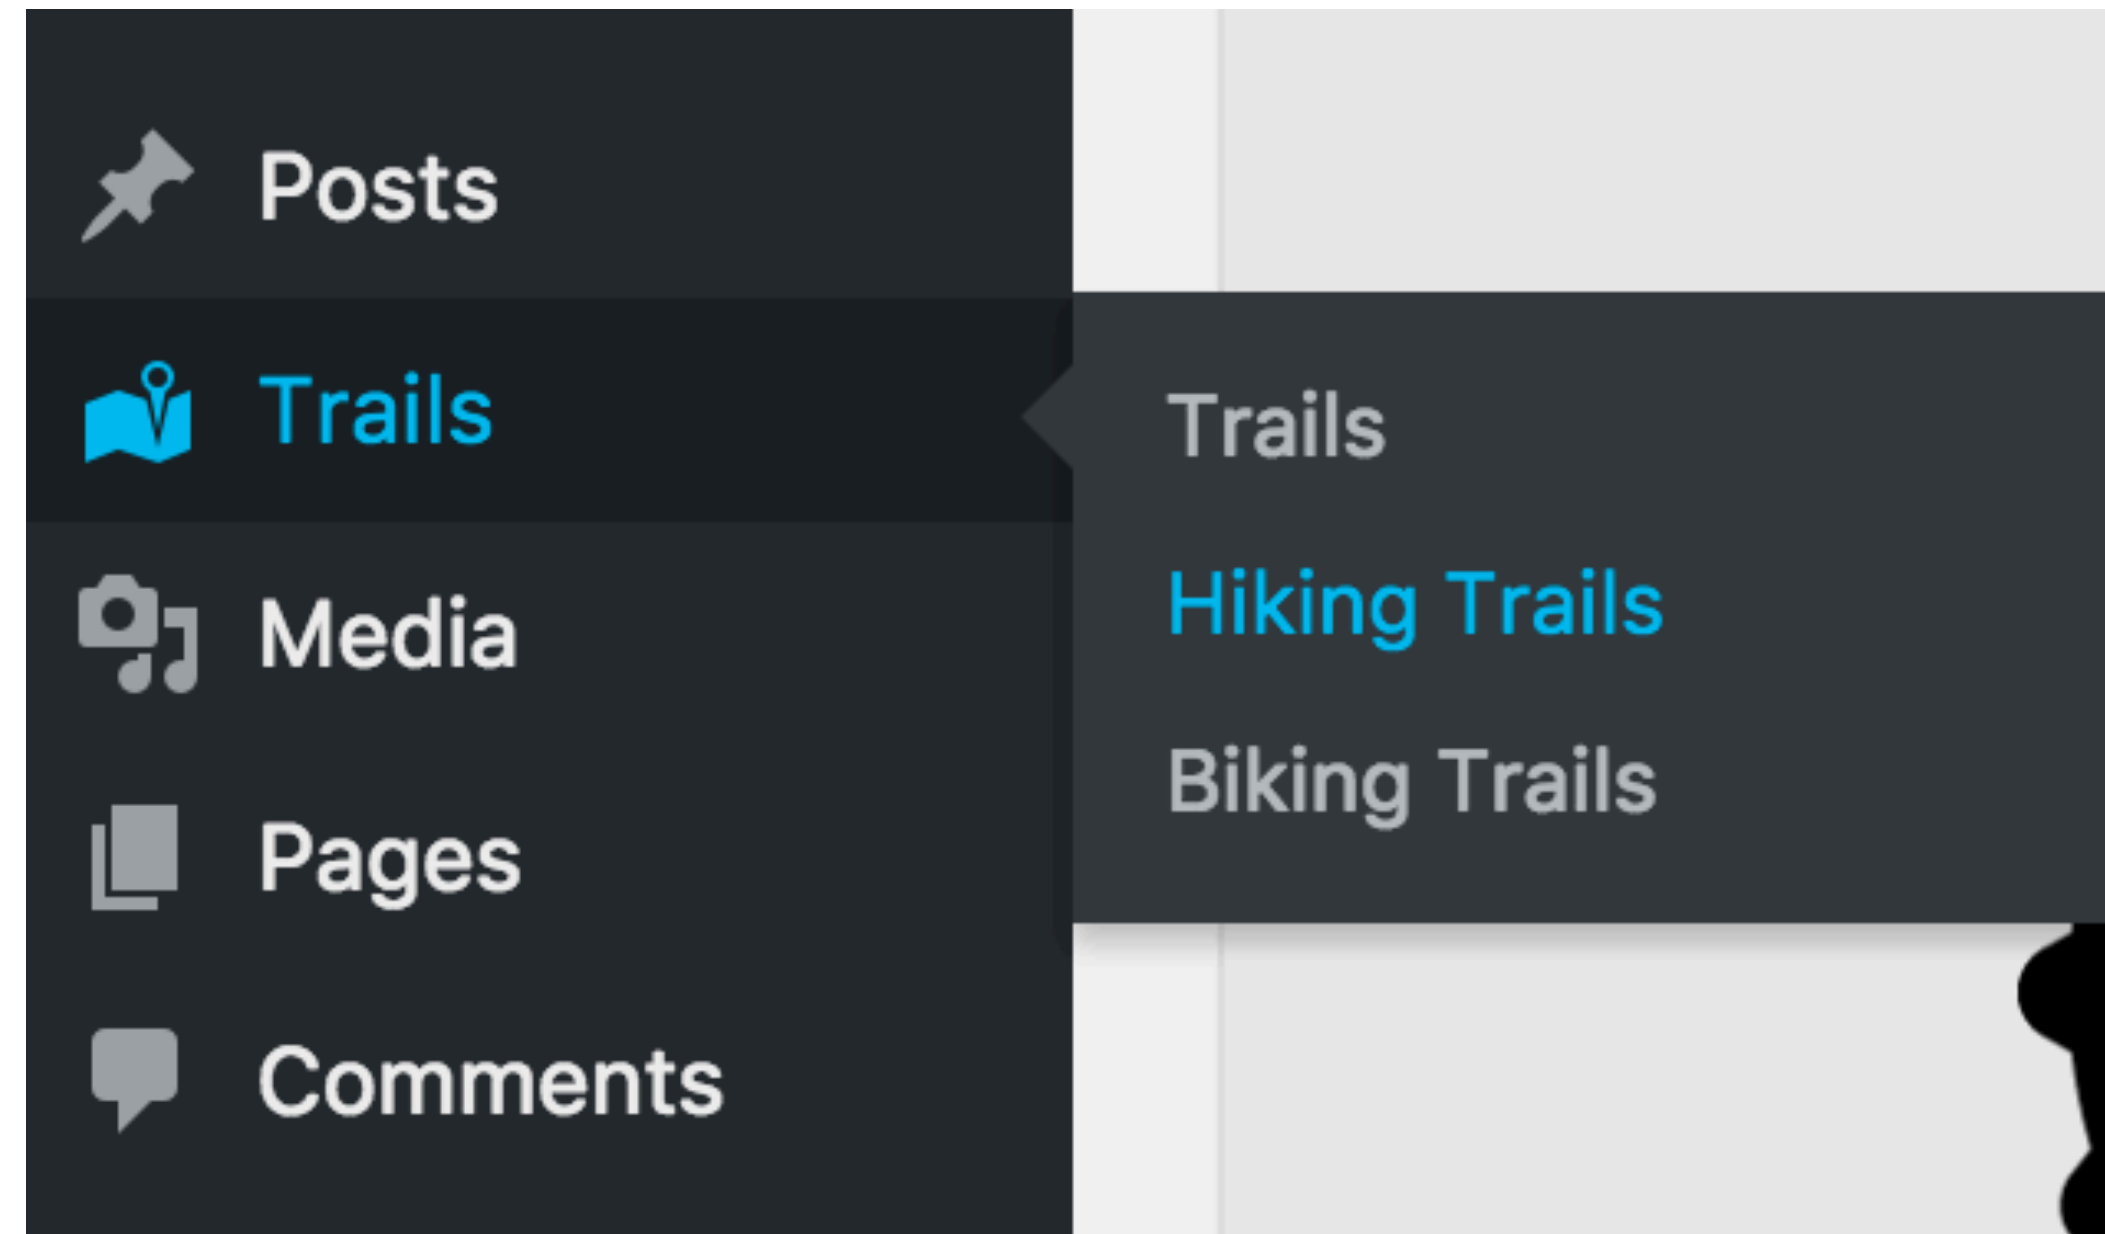 Posts
Trails
Media
Pages
Comments
Trails
Hiking Trails
Biking Trails